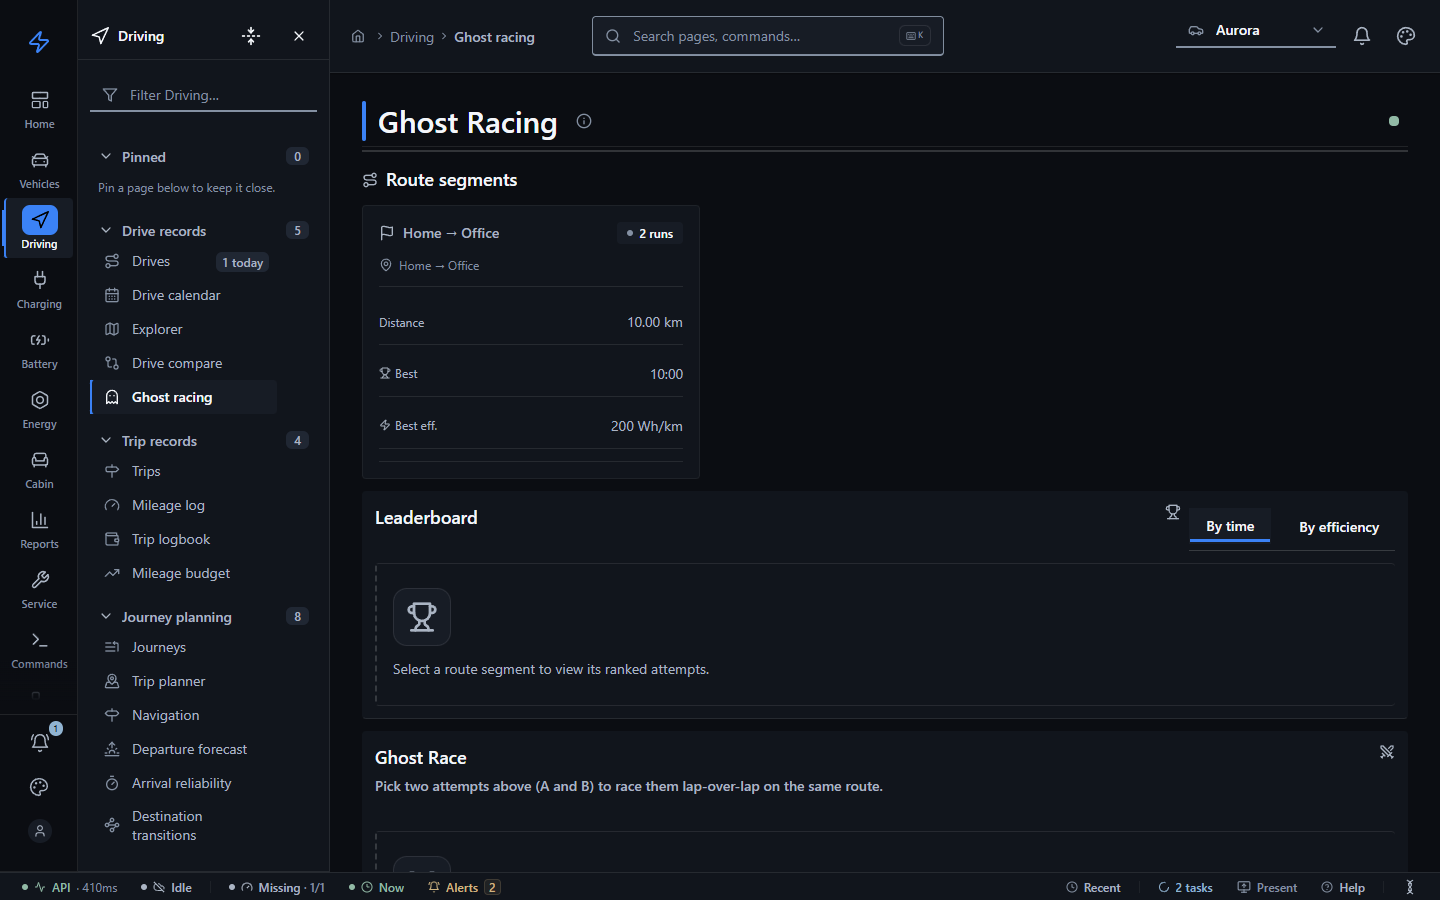 Driving
Driving
Ghost racing
Search pages, commands...
K
Aurora
Home
Vehicles
Driving
Charging
Battery
Energy
Cabin
Reports
Service
Commands
1
Filter Driving...
Pinned
0
Pin a page below to keep it close.
Drive records
5
Drives
1 today
Drive calendar
Explorer
Drive compare
Ghost racing
Trip records
4
Trips
Mileage log
Trip logbook
Mileage budget
Journey planning
8
Journeys
Trip planner
Navigation
Departure forecast
Arrival reliability
Destination
transitions
Ghost Racing
Route segments
Home → Office
2 runs
Home → Office
Distance
10.00 km
Best
10:00
Best eff.
200 Wh/km
Leaderboard
By time
By efficiency
Select a route segment to view its ranked attempts.
Ghost Race
Pick two attempts above (A and B) to race them lap-over-lap on the same route.
API · 410ms
Idle
Missing · 1/1
Now
Alerts 2
Recent
2 tasks
Present
Help